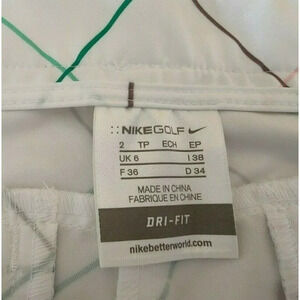 ::NIKEGOLF
2 TP ECH EP
UK 6 I 38
F 36 D 34
MADE IN CHINA
FABRIQUE EN CHINE
DRI-FIT
nikebetterworld.com